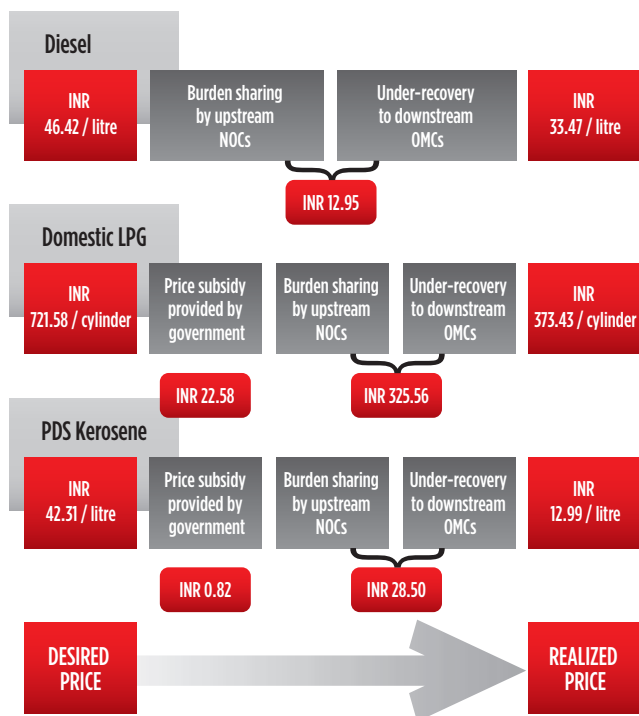 Diesel
INR
46.42 / litre
Burden sharing
by upstream
NOCs
Under-recovery
to downstream
OMCs
INR
33.47 / litre
INR 12.95
Domestic LPG
INR
721.58 / cylinder
Price subsidy
provided by
government
Burden sharing
by upstream
NOCs
Under-recovery
to downstream
OMCs
INR
373.43 / cylinder
INR 22.58
INR 325.56
PDS Kerosene
INR
42.31 / litre
Price subsidy
provided by
government
Burden sharing
by upstream
NOCs
Under-recovery
to downstream
OMCs
INR
12.99 / litre
INR 0.82
INR 28.50
DESIRED
PRICE
REALIZED
PRICE